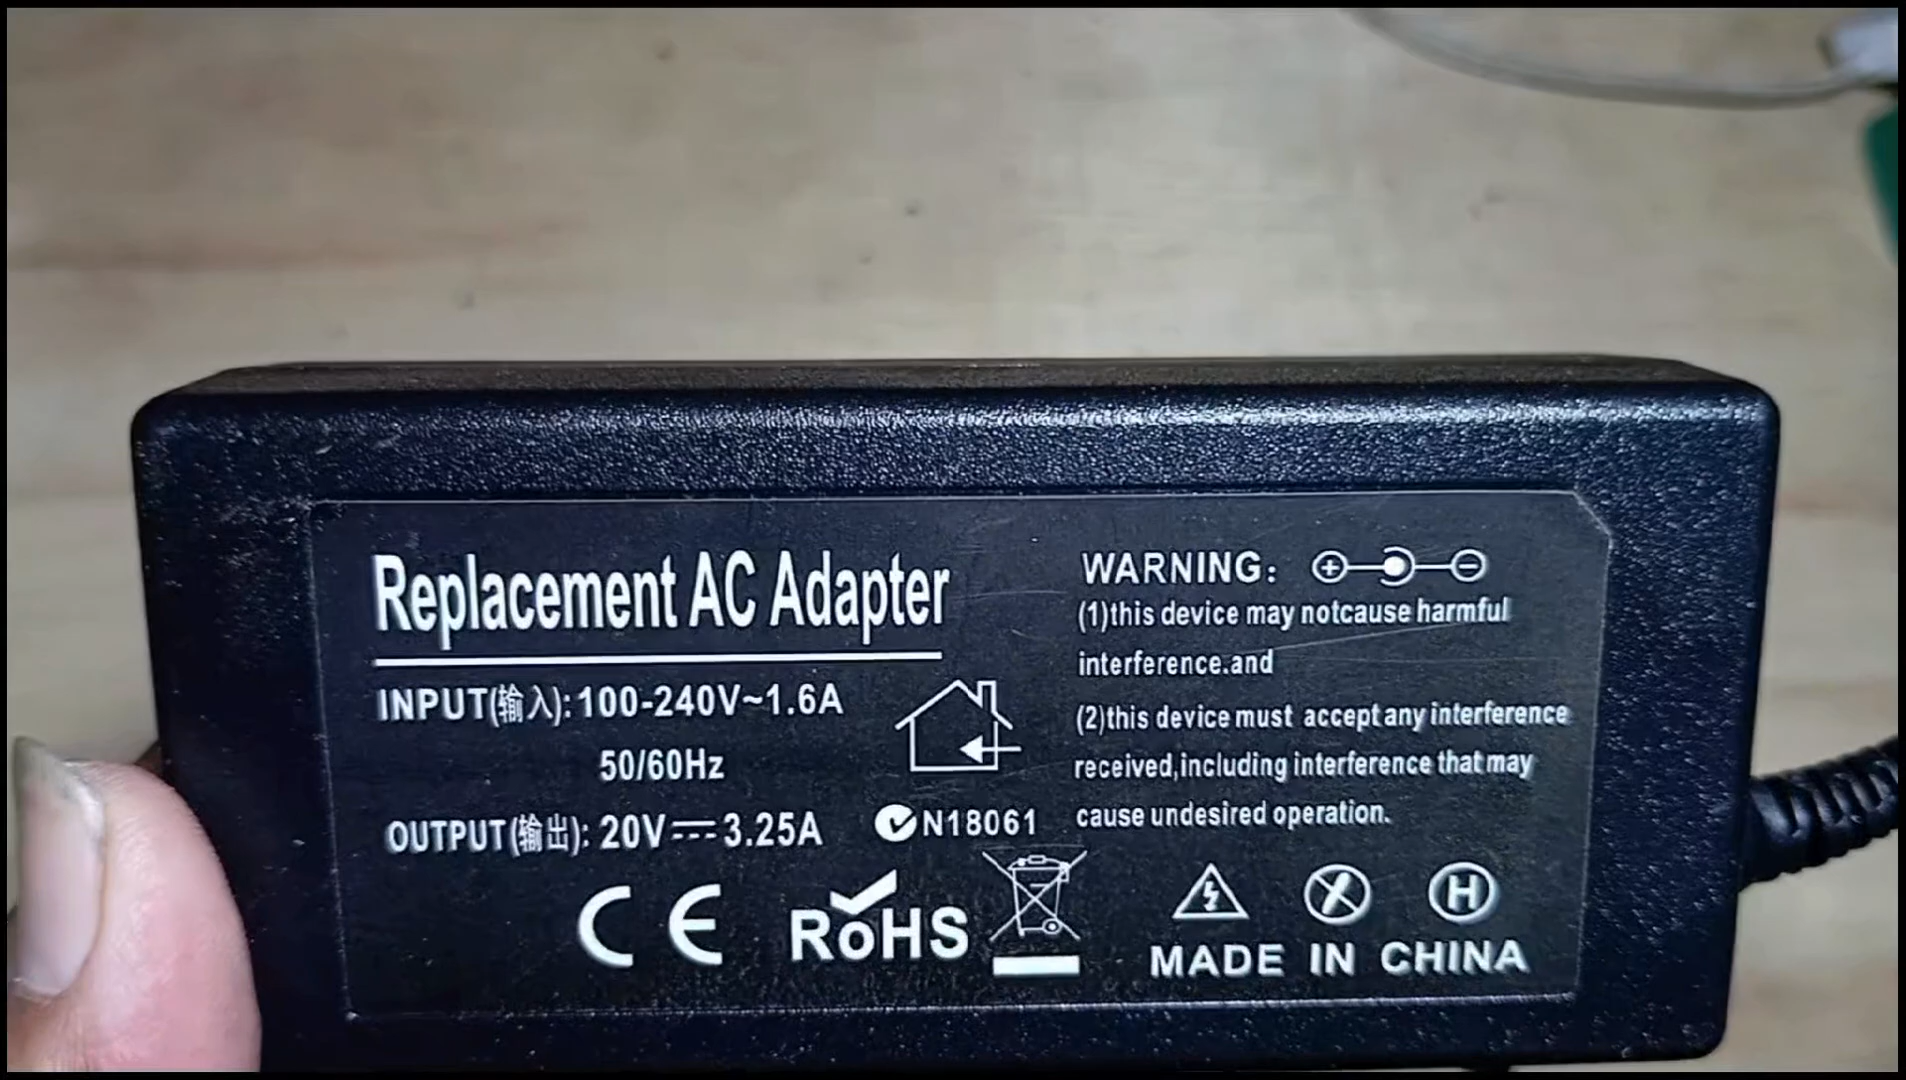 Replacement AC Adapter
INPUT(输入):100-240V~1.6A
50/60Hz
OUTPUT(输出): 20V⎓3.25A
N18061
CE
RoHS
WARNING:
(1)this device may notcause harmful
interference.and
(2)this device must accept any interference
received,including interference that may
cause undesired operation.
H
MADE IN CHINA